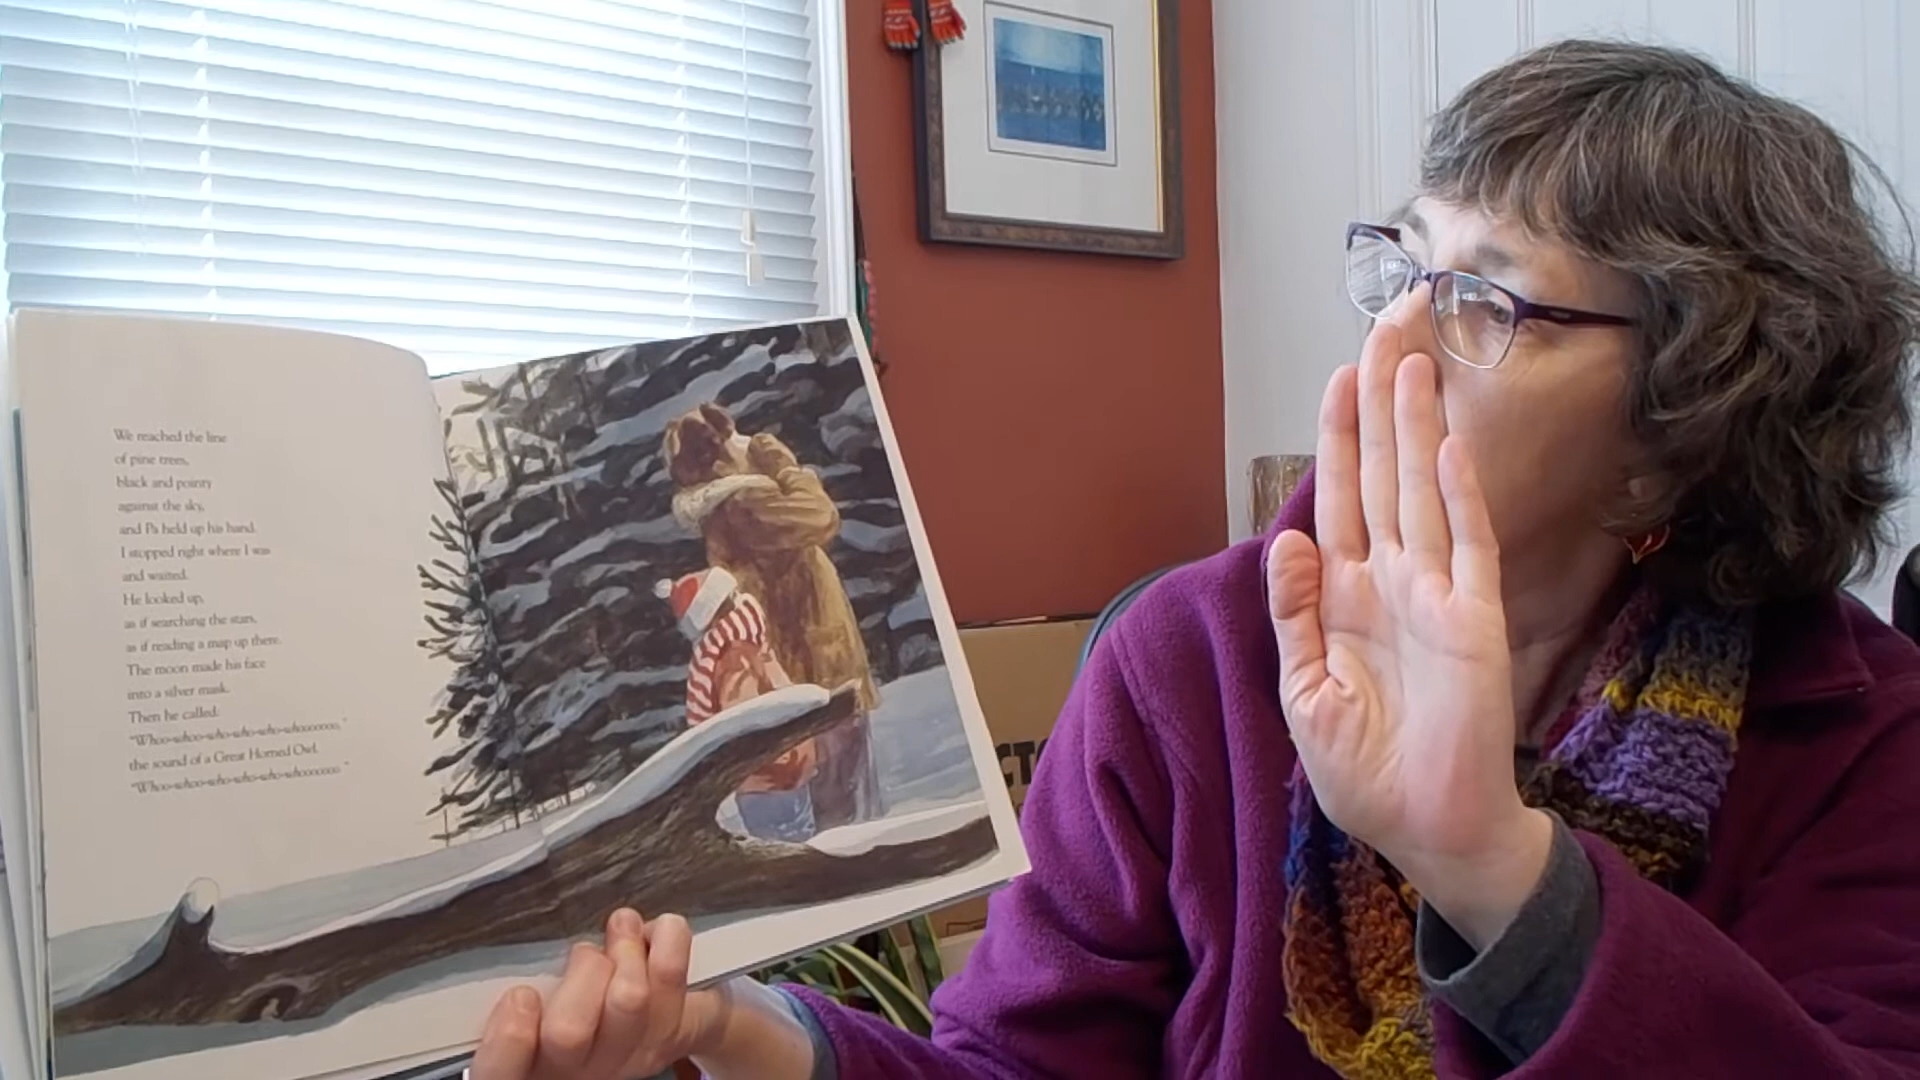 We reached the line
of pine trees,
black and pointy
against the sky,
and Pa held up his hand.
I stopped right where I was
and waited.
He looked up,
as if searching the stars,
as if reading a map up there.
The moon made his face
into a silver mask.
Then he called:
"Whoo-whoo-who-who-who-whooooooo,"
the sound of a Great Horned Owl.
"Whoo-whoo-who-who-who-whooooooo."